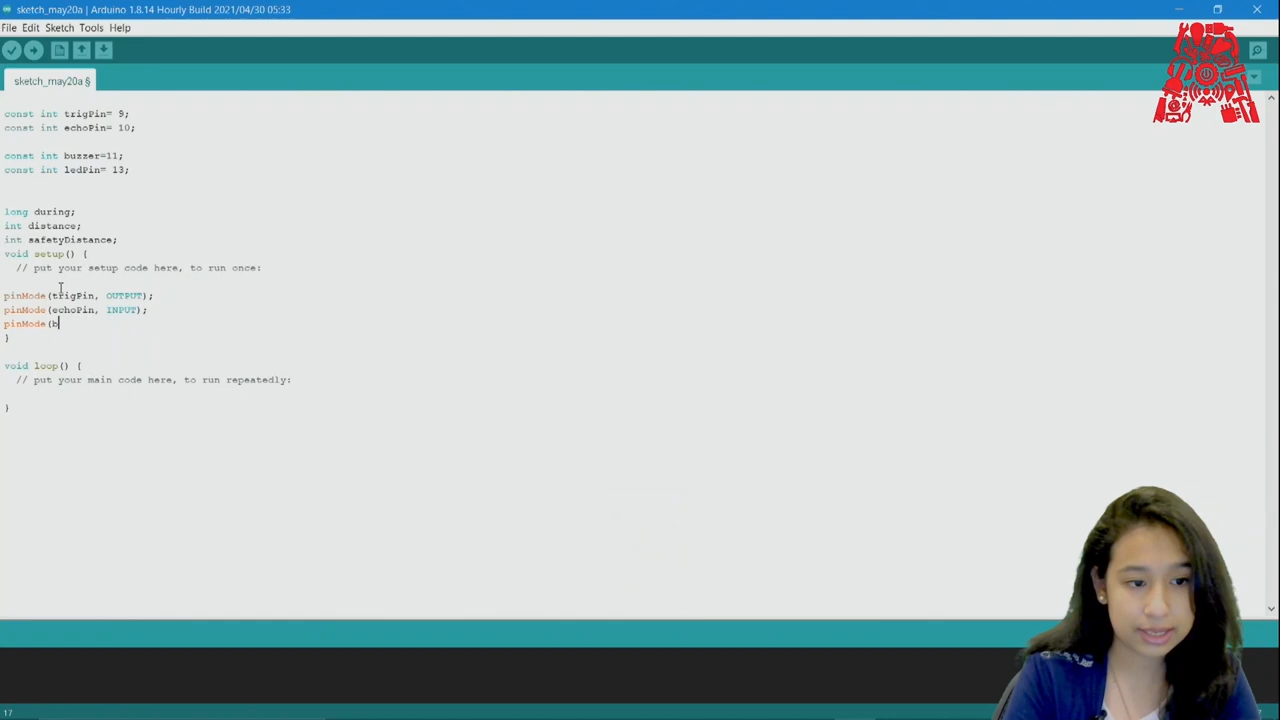 sketch_may20a | Arduino 1.8.14 Hourly Build 2021/04/30 05:33
File Edit Sketch Tools Help
sketch_may20a §
const int trigPin= 9;
const int echoPin= 10;
const int buzzer=11;
const int ledPin= 13;
long during;
int distance;
int safetyDistance;
void setup() {
// put your setup code here, to run once:
pinMode(trigPin, OUTPUT);
pinMode(echoPin, INPUT);
pinMode(b
}
void loop() {
// put your main code here, to run repeatedly:
}
17